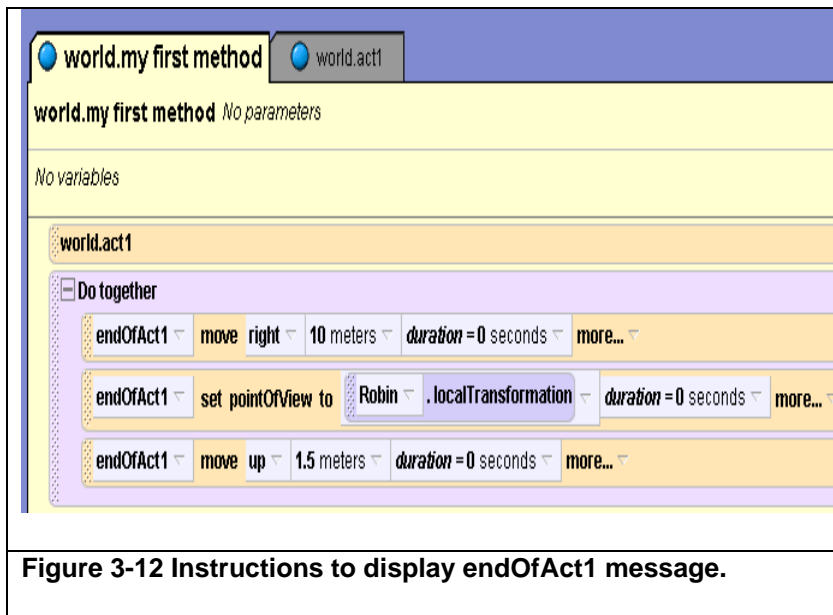 world.my first method world.act1
world.my first method No parameters
No variables
world.act1
Do together
endOfAct1 move right 10 meters duration = 0 seconds more...
endOfAct1 set pointOfView to Robin .localTransformation duration = 0 seconds more...
endOfAct1 move up 1.5 meters duration = 0 seconds more...
Figure 3-12 Instructions to display endOfAct1 message.